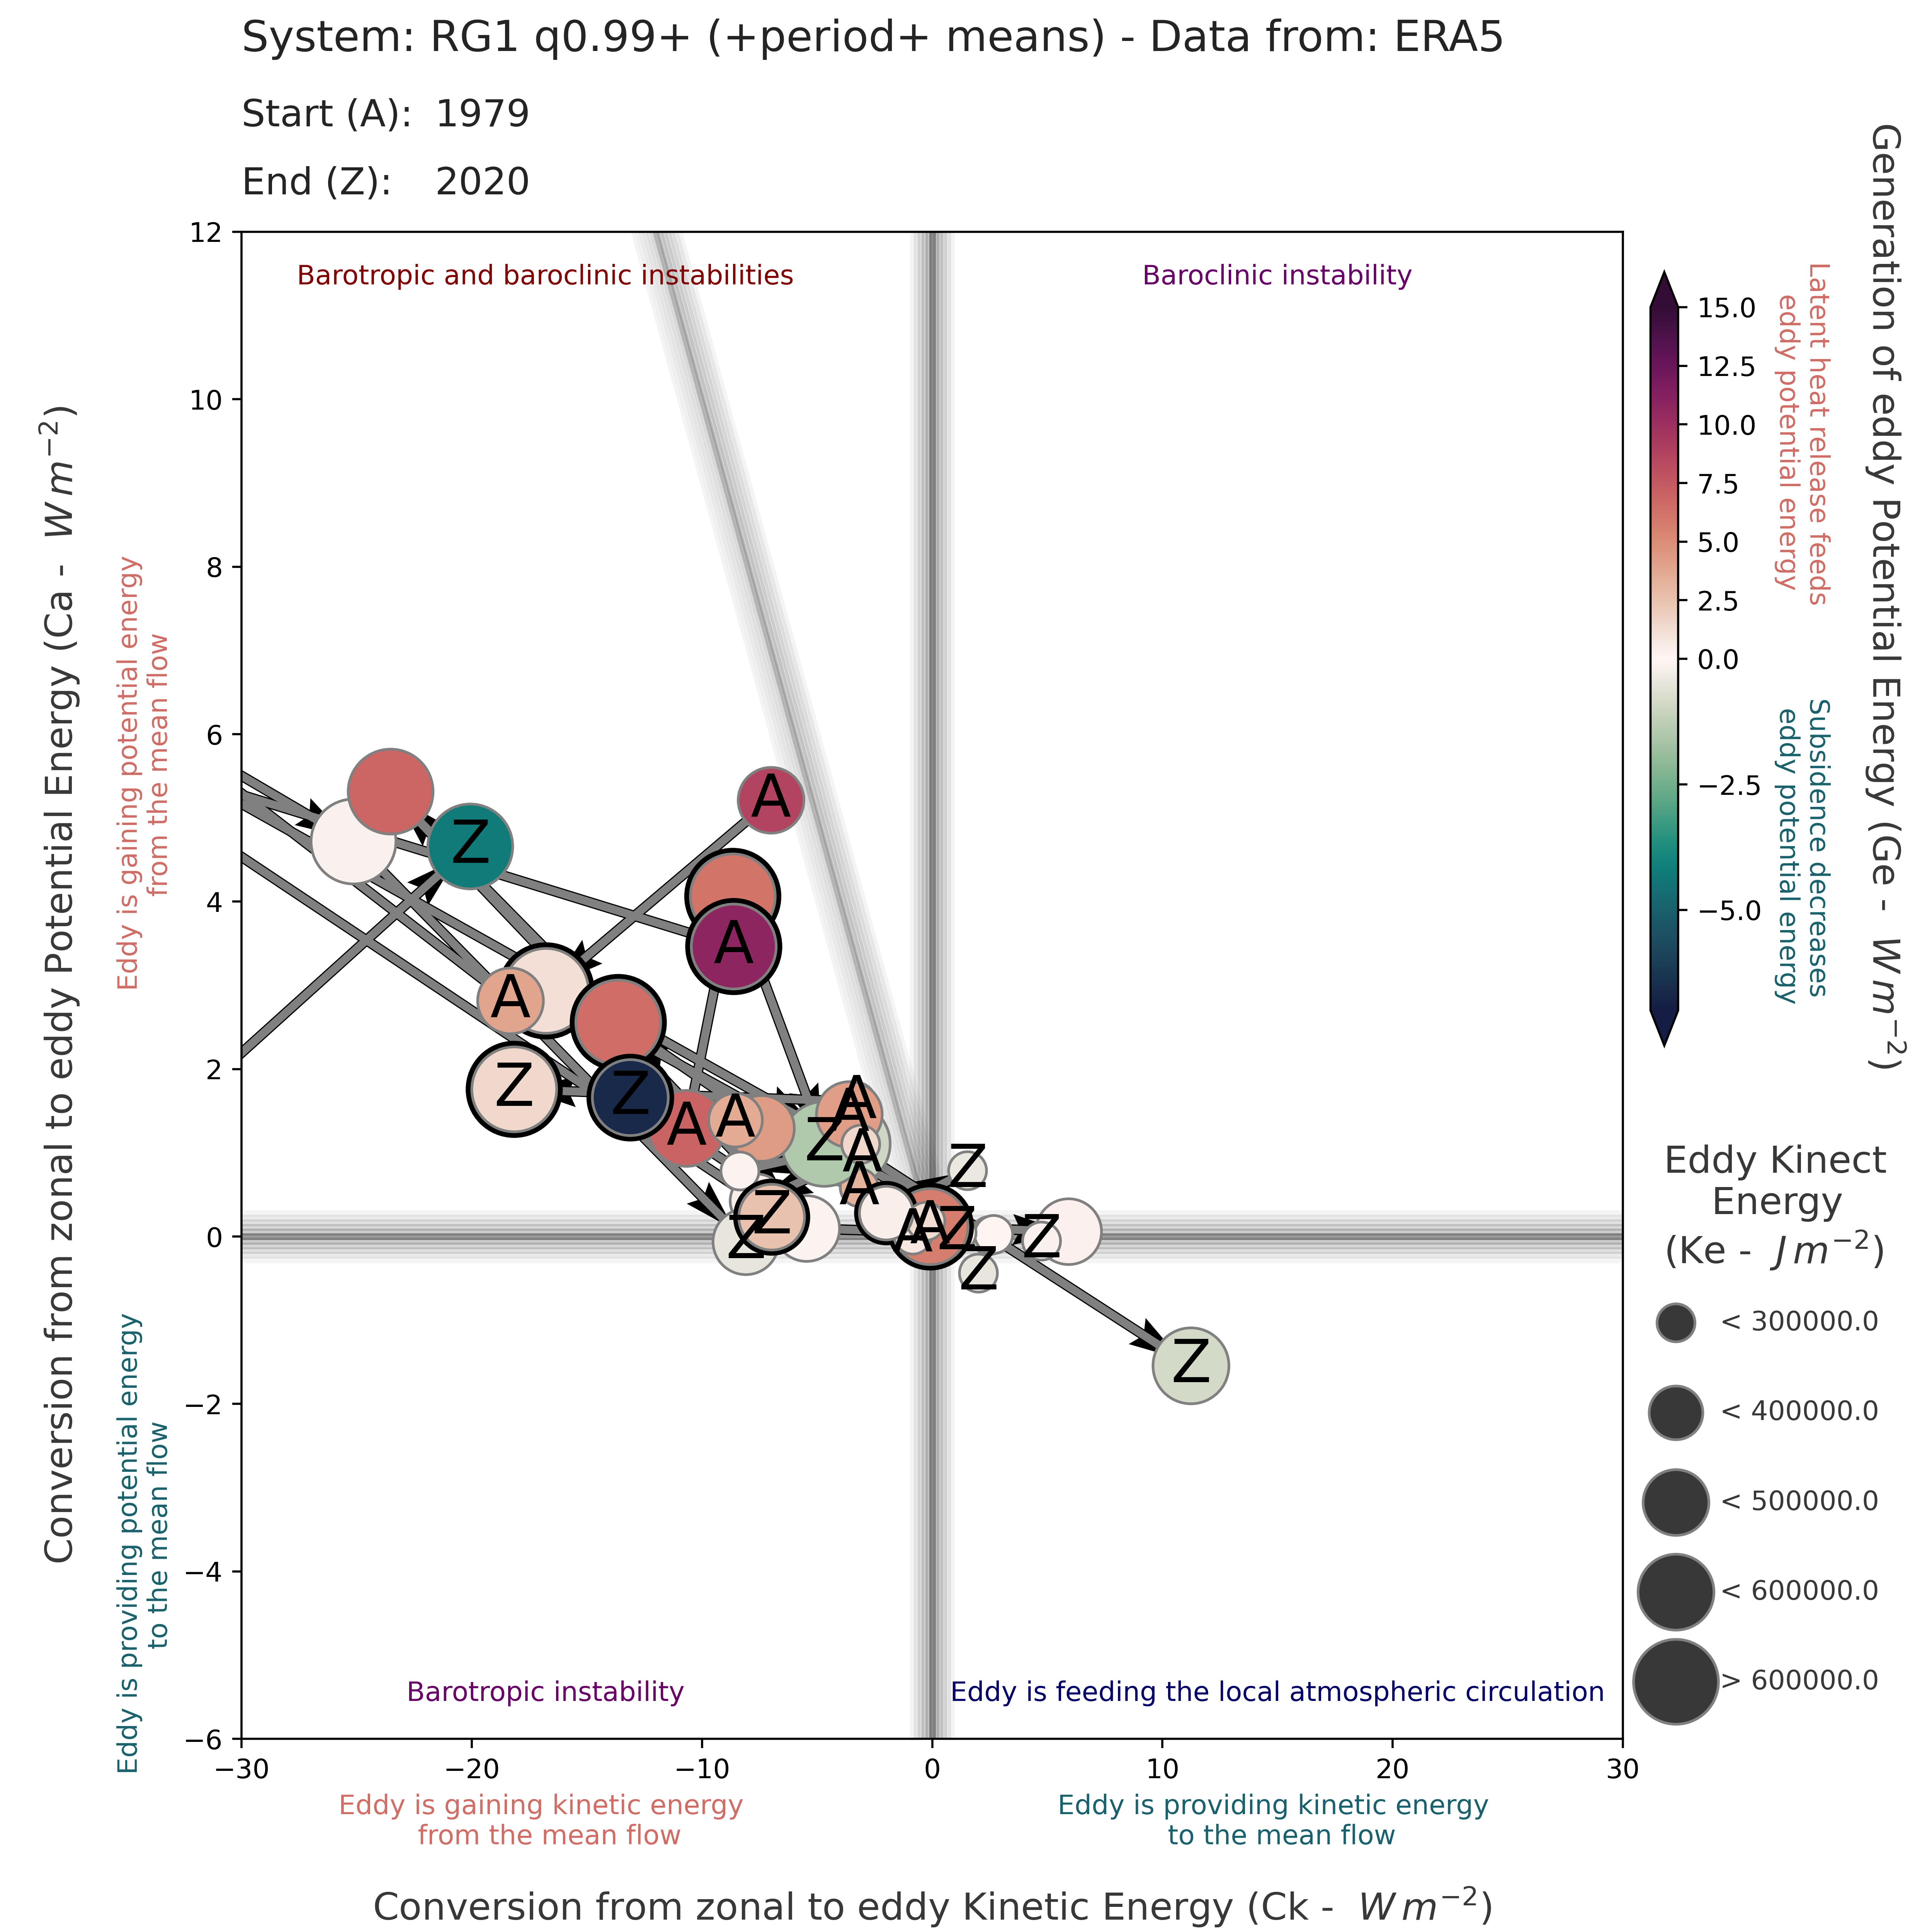 System: RG1 q0.99+ (+period+ means) - Data from: ERA5
Start (A): 1979
End (Z): 2020
Barotropic and baroclinic instabilities
Baroclinic instability
Barotropic instability
Eddy is feeding the local atmospheric circulation
12
10
8
6
4
2
0
−2
−4
−6
−30
−20
−10
0
10
20
30
Conversion from zonal to eddy Potential Energy (Ca - W m⁻²)
Eddy is gaining potential energy
from the mean flow
Eddy is providing potential energy
to the mean flow
Eddy is gaining kinetic energy
from the mean flow
Eddy is providing kinetic energy
to the mean flow
Conversion from zonal to eddy Kinetic Energy (Ck - W m⁻²)
A
Z
A
A
Z
Z
A
A
Z
A
A
A
A
Z
Z
Z
A
A
Z
Z
Z
Z
15.0
12.5
10.0
7.5
5.0
2.5
0.0
−2.5
−5.0
Latent heat release feeds
eddy potential energy
Subsidence decreases
eddy potential energy
Generation of eddy Potential Energy (Ge - W m⁻²)
Eddy Kinect
Energy
(Ke - J m⁻²)
< 300000.0
< 400000.0
< 500000.0
< 600000.0
> 600000.0